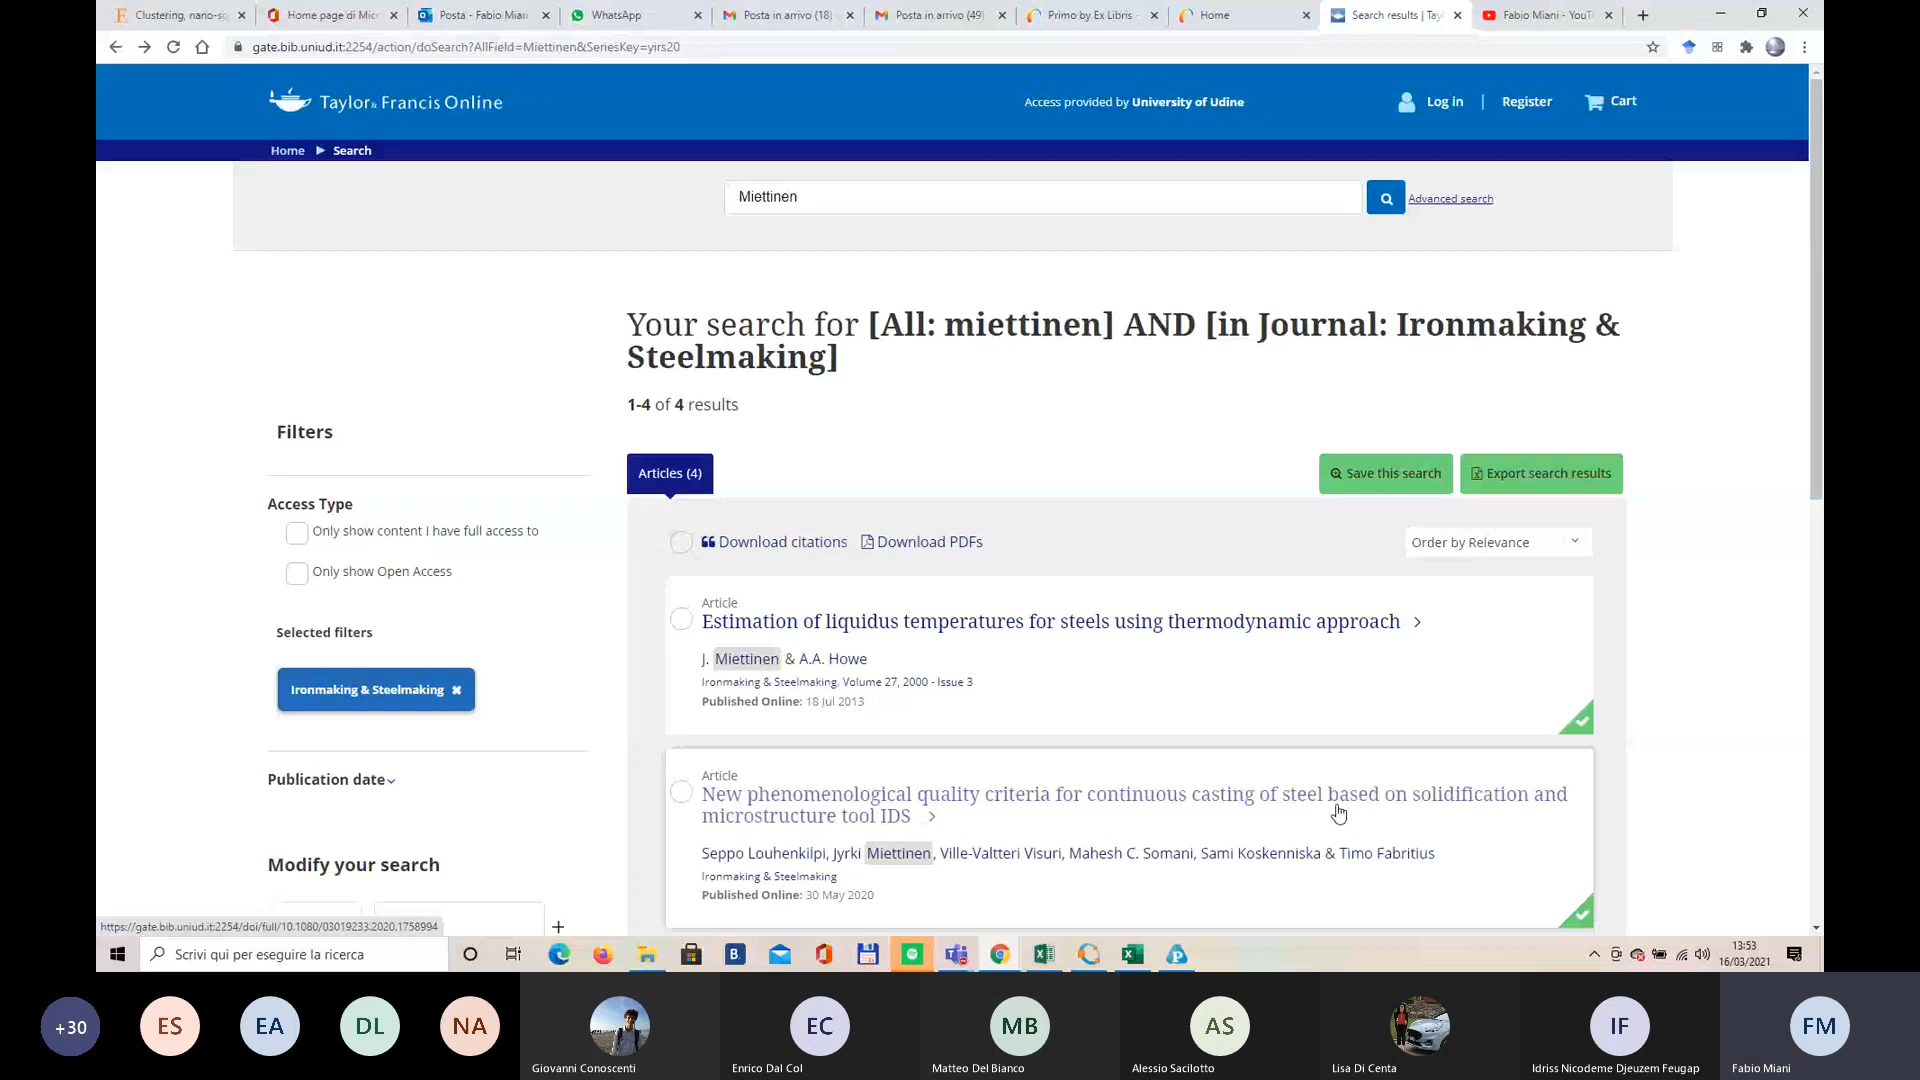 Clustering, nano-s
Home page di Mic
Posta - Fabio Mian
WhatsApp
Posta in arrivo (18)
Posta in arrivo (49)
Primo by Ex Libris
Home
Search results | Tay
Fabio Miani - YouT
gate.bib.uniud.it:2254/action/doSearch?AllField=Miettinen&SeriesKey=yirs20
Taylor & Francis Online
Access provided by University of Udine
Log in | Register
Cart
Home ► Search
Miettinen
Advanced search
Your search for [All: miettinen] AND [in Journal: Ironmaking &
Steelmaking]
1-4 of 4 results
Filters
Access Type
Only show content I have full access to
Only show Open Access
Selected filters
Ironmaking & Steelmaking ✖
Publication date
Modify your search
Articles (4)
Save this search
Export search results
Download citations
Download PDFs
Order by Relevance
Article
Estimation of liquidus temperatures for steels using thermodynamic approach >
J. Miettinen & A.A. Howe
Ironmaking & Steelmaking, Volume 27, 2000 - Issue 3
Published Online: 18 Jul 2013
Article
New phenomenological quality criteria for continuous casting of steel based on solidification and
microstructure tool IDS >
Seppo Louhenkilpi, Jyrki Miettinen, Ville-Valtteri Visuri, Mahesh C. Somani, Sami Koskenniska & Timo Fabritius
Ironmaking & Steelmaking
Published Online: 30 May 2020
https://gate.bib.uniud.it:2254/doi/full/10.1080/03019233.2020.1758994
+
Scrivi qui per eseguire la ricerca
B.
13:53
16/03/2021
+30
ES
EA
DL
NA
Giovanni Conoscenti
EC
Enrico Dal Col
MB
Matteo Del Bianco
AS
Alessio Sacilotto
Lisa Di Centa
IF
Idriss Nicodeme Djeuzem Feugap
FM
Fabio Miani